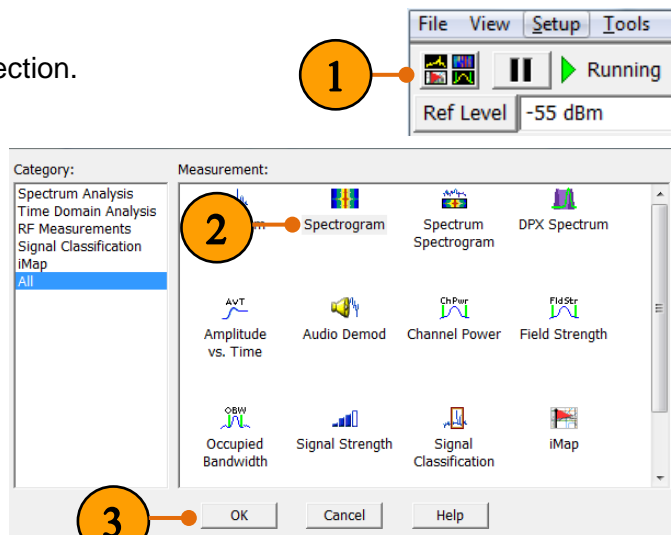 File View Setup Tools
ection.
1
Running
Ref Level -55 dBm
Category:
Measurement:
Spectrum Analysis
Time Domain Analysis
RF Measurements
Signal Classification
iMap
All
2
Spectrogram
Spectrum
Spectrogram
DPX Spectrum
AVT
Amplitude
vs. Time
Audio Demod
ChPwr
Channel Power
FldStr
Field Strength
OBW
Occupied
Bandwidth
Signal Strength
Signal
Classification
iMap
3
OK
Cancel
Help